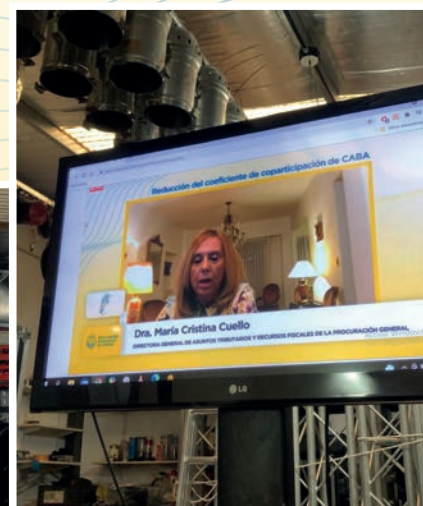 Reducción del coeficiente de coparticipación de CABA
Dra. María Cristina Cuello
DIRECTORA GENERAL DE ASUNTOS TRIBUTARIOS Y RECURSOS FISCALES DE LA PROCURACIÓN GENERAL
LG